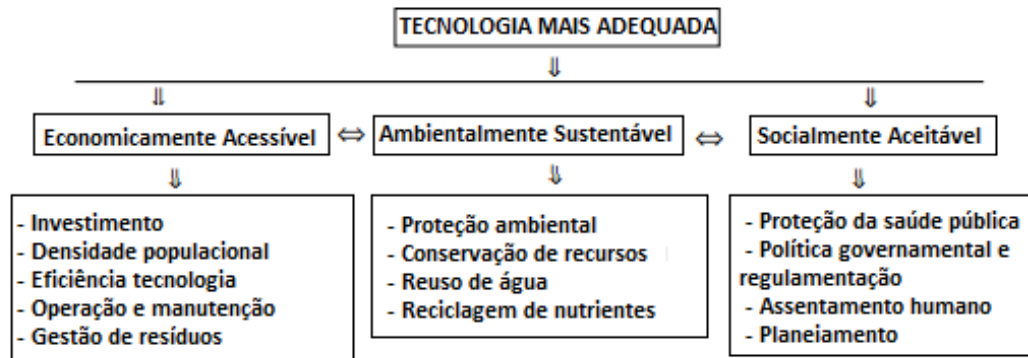 TECNOLOGIA MAIS ADEQUADA
Economicamente Acessível
Ambientalmente Sustentável
Socialmente Aceitável
- Investimento
- Densidade populacional
- Eficiência tecnologia
- Operação e manutenção
- Gestão de resíduos
- Proteção ambiental
- Conservação de recursos
- Reuso de água
- Reciclagem de nutrientes
- Proteção da saúde pública
- Política governamental e
regulamentação
- Assentamento humano
- Planeiamento